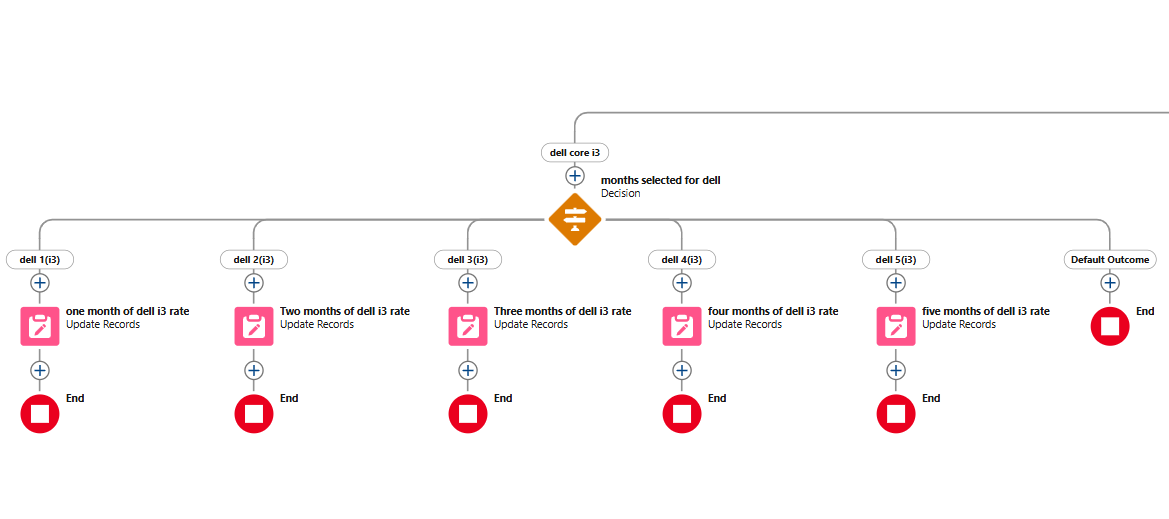 dell core i3
months selected for dell
Decision
dell 1(i3)
dell 2(i3)
dell 3(i3)
dell 4(i3)
dell 5(i3)
Default Outcome
one month of dell i3 rate
Update Records
Two months of dell i3 rate
Update Records
Three months of dell i3 rate
Update Records
four months of dell i3 rate
Update Records
five months of dell i3 rate
Update Records
End
End
End
End
End
End